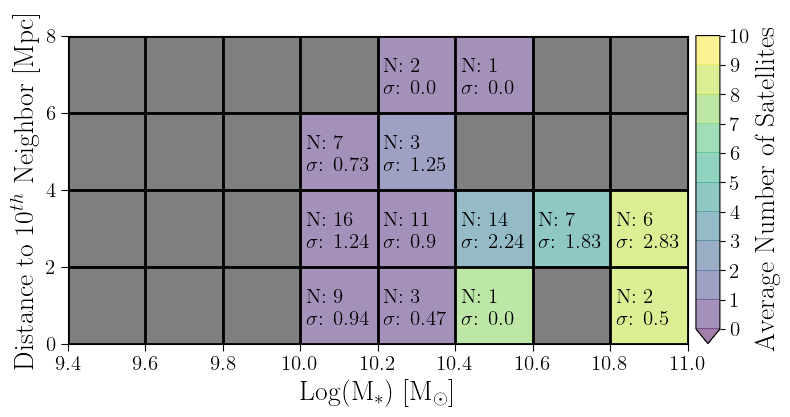 Distance to 10^{th} Neighbor [Mpc]
8
6
4
2
0
N: 2
σ: 0.0
N: 1
σ: 0.0
N: 7
σ: 0.73
N: 3
σ: 1.25
N: 16
σ: 1.24
N: 11
σ: 0.9
N: 14
σ: 2.24
N: 7
σ: 1.83
N: 6
σ: 2.83
N: 9
σ: 0.94
N: 3
σ: 0.47
N: 1
σ: 0.0
N: 2
σ: 0.5
9.4 9.6 9.8 10.0 10.2 10.4 10.6 10.8 11.0
Log(M_*) [M_⊙]
10
9
8
7
6
5
4
3
2
1
0
Average Number of Satellites